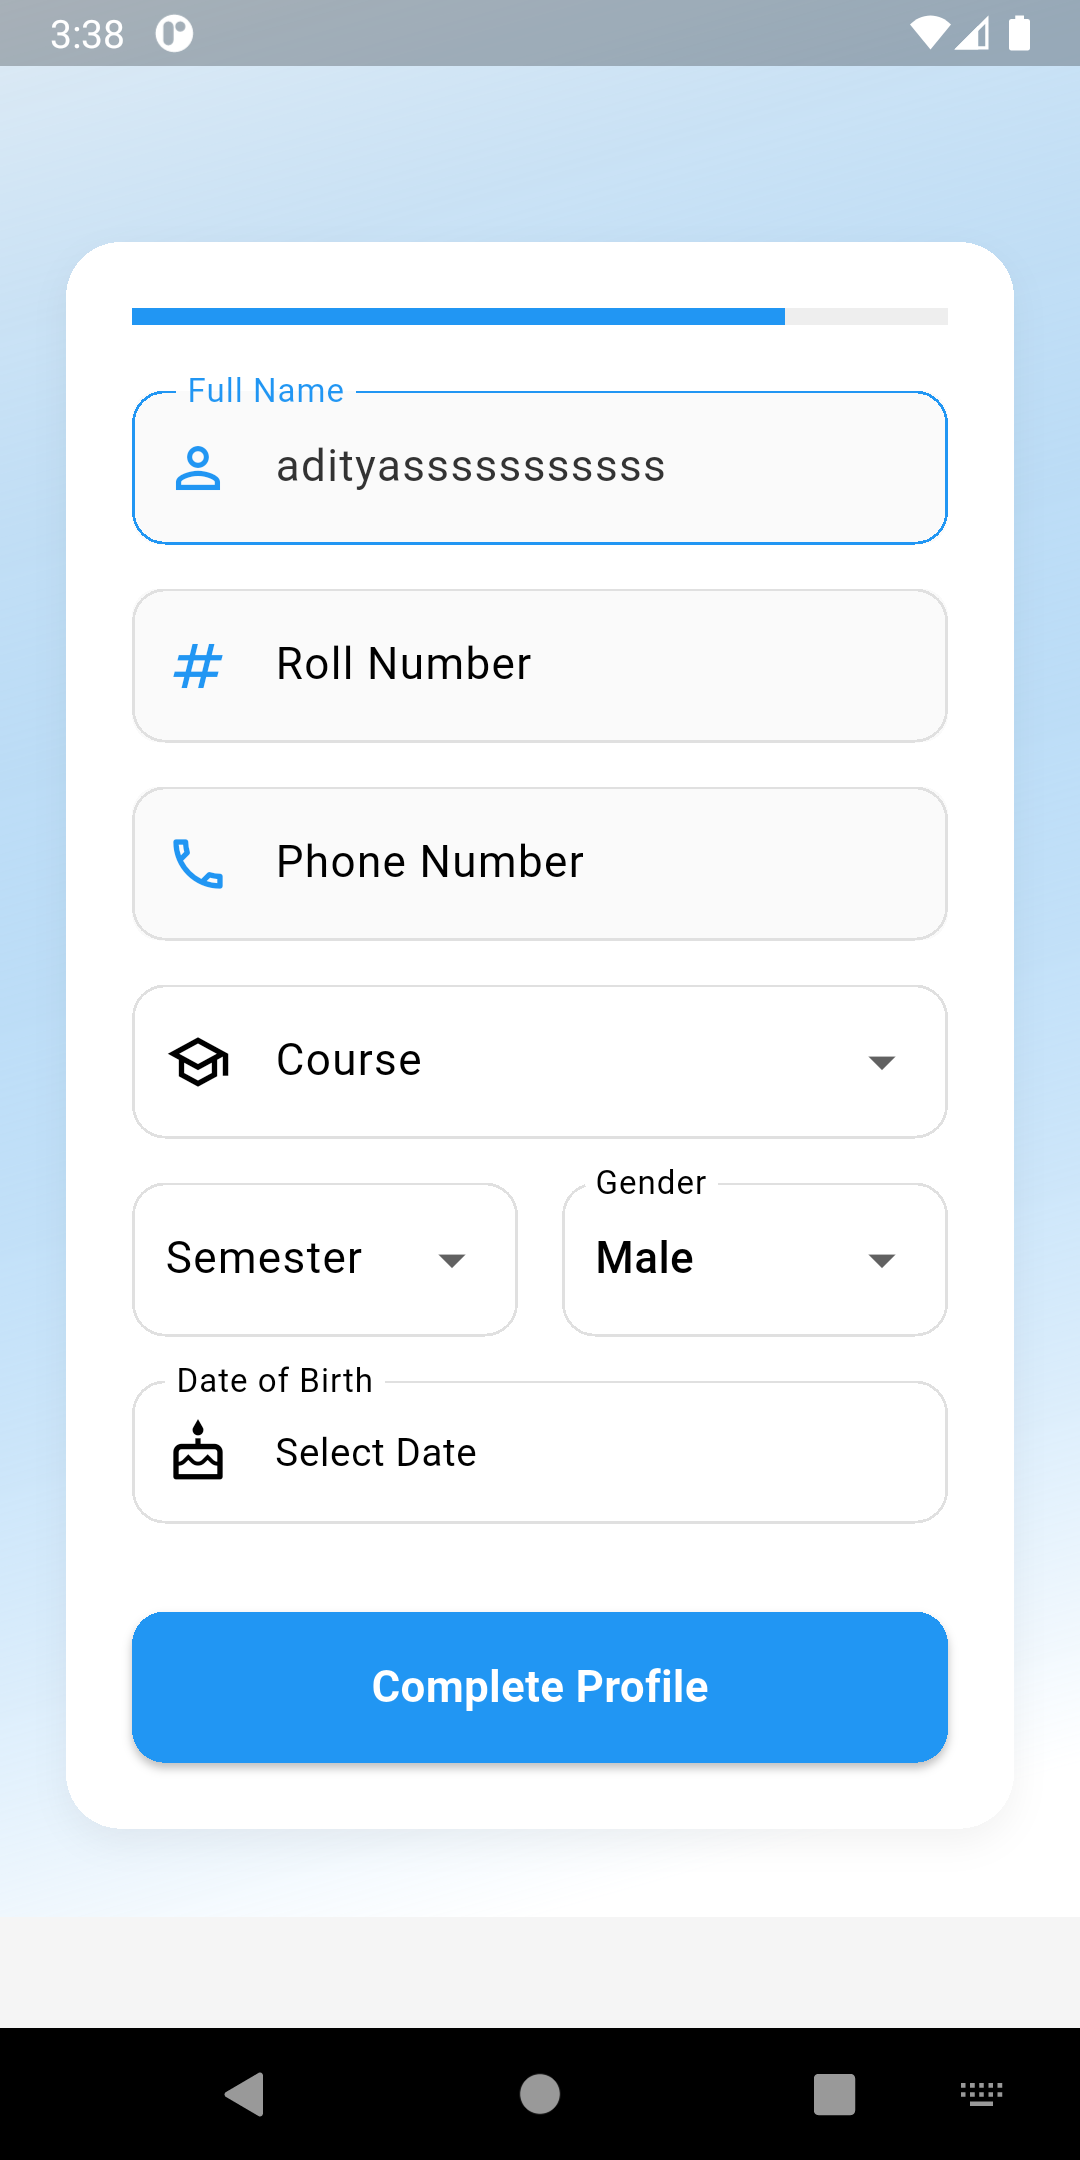 3:38
Full Name
adityasssssssssss
Roll Number
Phone Number
Course
Semester
Gender
Male
Date of Birth
Select Date
Complete Profile